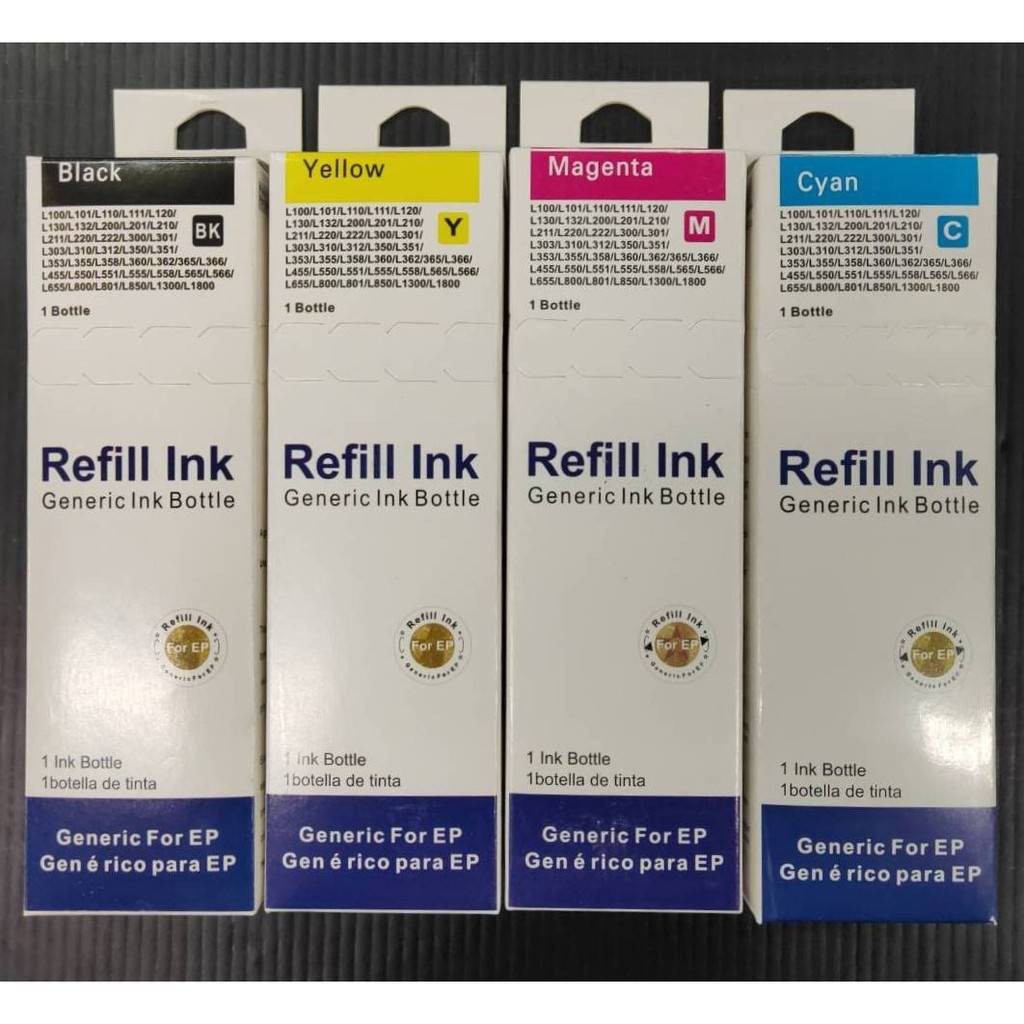 Black
L100/L101/L110/L111/L120/
L130/L132/L200/L201/L210/
L211/L220/L222/L300/L301/
L303/L310/L312/L350/L351/
L353/L355/L358/L360/L362/365/L366/
L455/L550/L551/L555/L558/L565/L566/
L655/L800/L801/L850/L1300/L1800
BK
1 Bottle
Refill Ink
Generic Ink Bottle
Refill Ink
For EP
Generic For EP
1 Ink Bottle
1botella de tinta
Generic For EP
Gen é rico para EP
Yellow
L100/L101/L110/L111/L120/
L130/L132/L200/L201/L210/
L211/L220/L222/L300/L301/
L303/L310/L312/L350/L351/
L353/L355/L358/L360/L362/365/L366/
L455/L550/L551/L555/L558/L565/L566/
L655/L800/L801/L850/L1300/L1800
Y
1 Bottle
Refill Ink
Generic Ink Bottle
Refill Ink
For EP
Generic For EP
1 Ink Bottle
1botella de tinta
Generic For EP
Gen é rico para EP
Magenta
L100/L101/L110/L111/L120/
L130/L132/L200/L201/L210/
L211/L220/L222/L300/L301/
L303/L310/L312/L350/L351/
L353/L355/L358/L360/L362/365/L366/
L455/L550/L551/L555/L558/L565/L566/
L655/L800/L801/L850/L1300/L1800
M
1 Bottle
Refill Ink
Generic Ink Bottle
Refill Ink
For EP
Generic For EP
1 Ink Bottle
1botella de tinta
Generic For EP
Gen é rico para EP
Cyan
L100/L101/L110/L111/L120/
L130/L132/L200/L201/L210/
L211/L220/L222/L300/L301/
L303/L310/L312/L350/L351/
L353/L355/L358/L360/L362/365/L366/
L455/L550/L551/L555/L558/L565/L566/
L655/L800/L801/L850/L1300/L1800
C
1 Bottle
Refill Ink
Generic Ink Bottle
Refill Ink
For EP
Generic For EP
1 Ink Bottle
1botella de tinta
Generic For EP
Gen é rico para EP